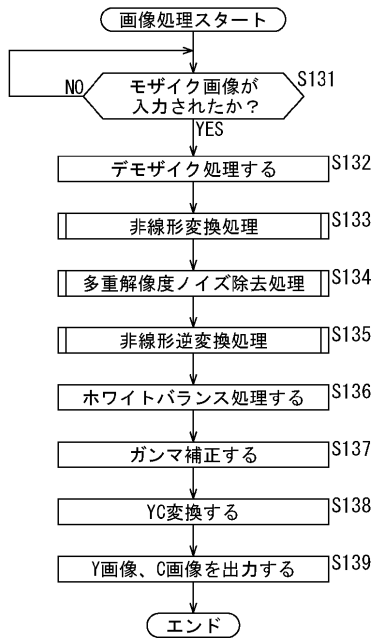 画像処理スタート
モザイク画像が
入力されたか？
S131
NO
YES
デモザイク処理する
S132
非線形変換処理
S133
多重解像度ノイズ除去処理
S134
非線形逆変換処理
S135
ホワイトバランス処理する
S136
ガンマ補正する
S137
YC変換する
S138
Y画像、C画像を出力する
S139
エンド